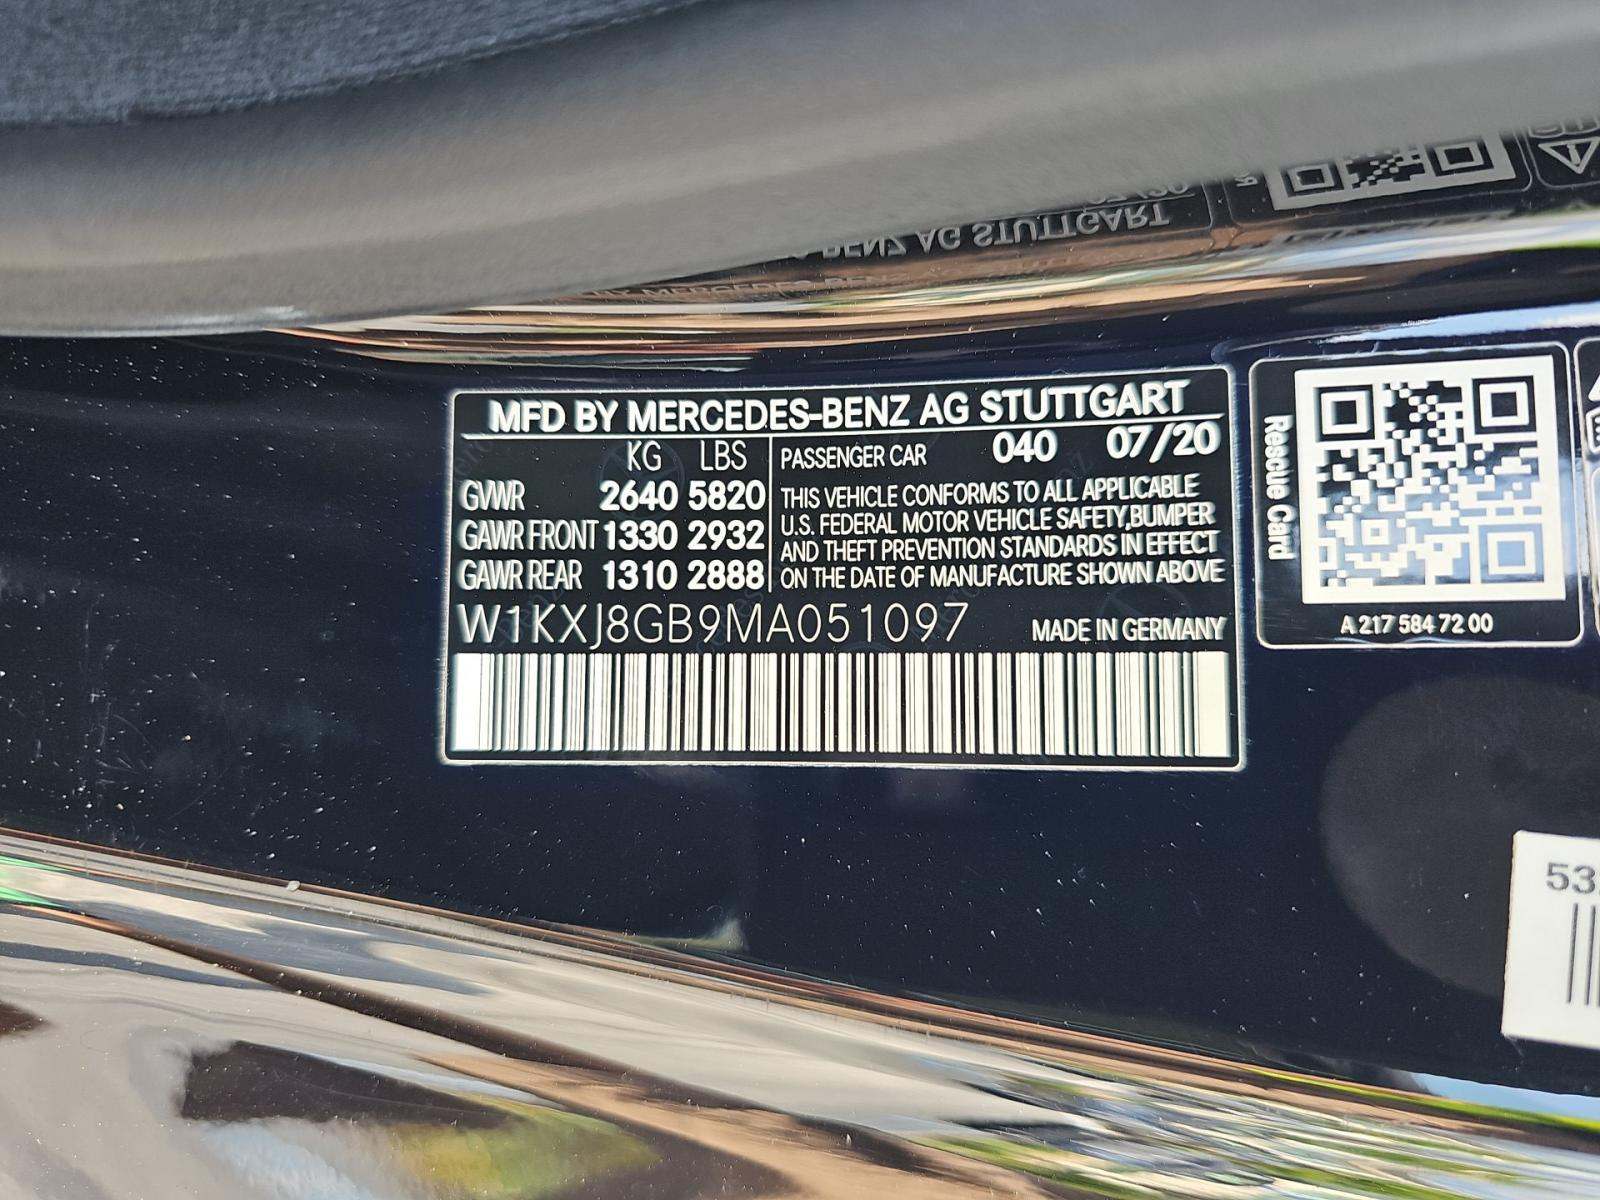 MFD BY MERCEDES-BENZ AG STUTTGART
KG LBS
GVWR 2640 5820
GAWR FRONT 1330 2932
GAWR REAR 1310 2888
PASSENGER CAR 040 07/20
THIS VEHICLE CONFORMS TO ALL APPLICABLE
U.S. FEDERAL MOTOR VEHICLE SAFETY,BUMPER
AND THEFT PREVENTION STANDARDS IN EFFECT
ON THE DATE OF MANUFACTURE SHOWN ABOVE
W1KXJ8GB9MA051097
MADE IN GERMANY
Rescue Card
A 217 584 72 00
53